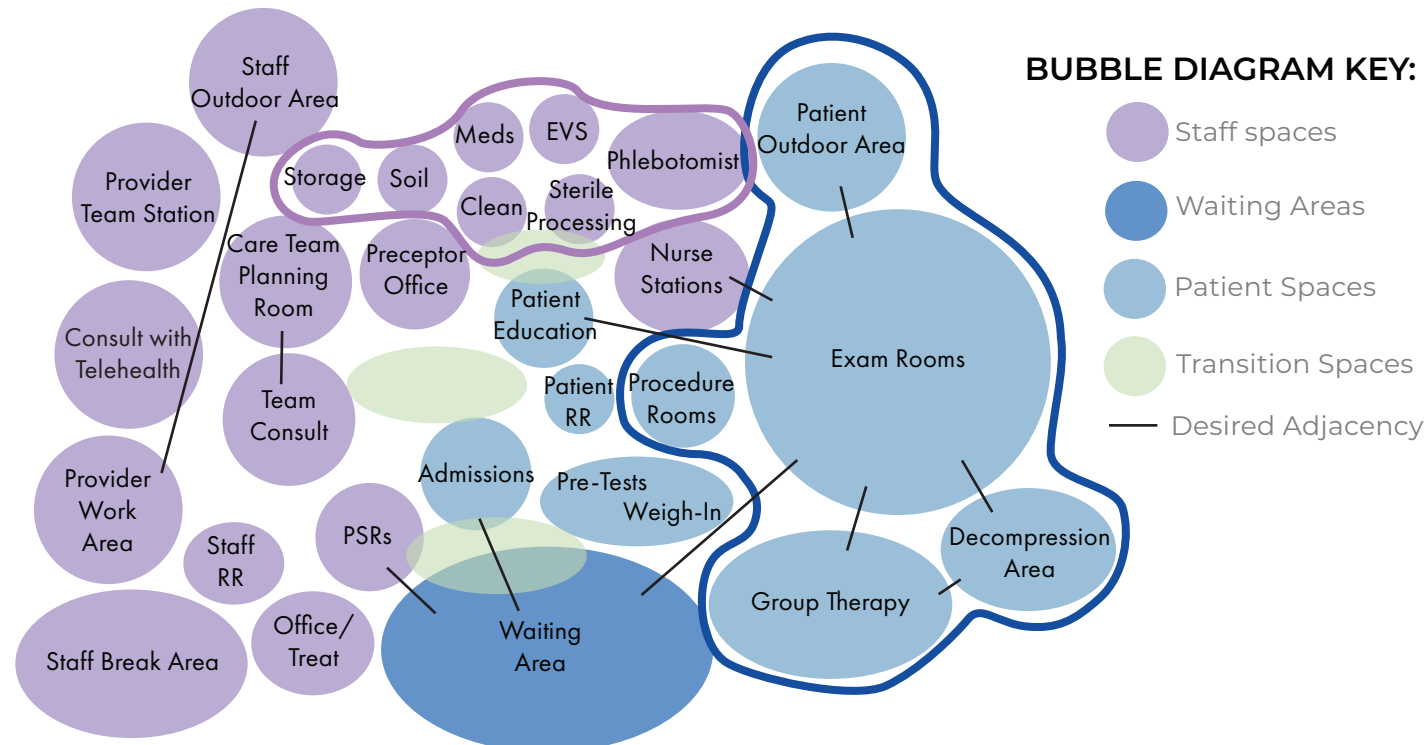 BUBBLE DIAGRAM KEY:
Staff spaces
Waiting Areas
Patient Spaces
Transition Spaces
Desired Adjacency
Staff
Outdoor Area
Provider
Team Station
Storage
Soil
Meds
EVS
Clean
Sterile
Processing
Phlebotomist
Patient
Outdoor Area
Care Team
Planning
Room
Preceptor
Office
Nurse
Stations
Patient
Education
Exam Rooms
Consult with
Telehealth
Team
Consult
Patient
RR
Procedure
Rooms
Provider
Work
Area
Admissions
Pre-Tests
Weigh-In
PSRs
Staff
RR
Decompression
Area
Group Therapy
Office/
Treat
Staff Break Area
Waiting
Area